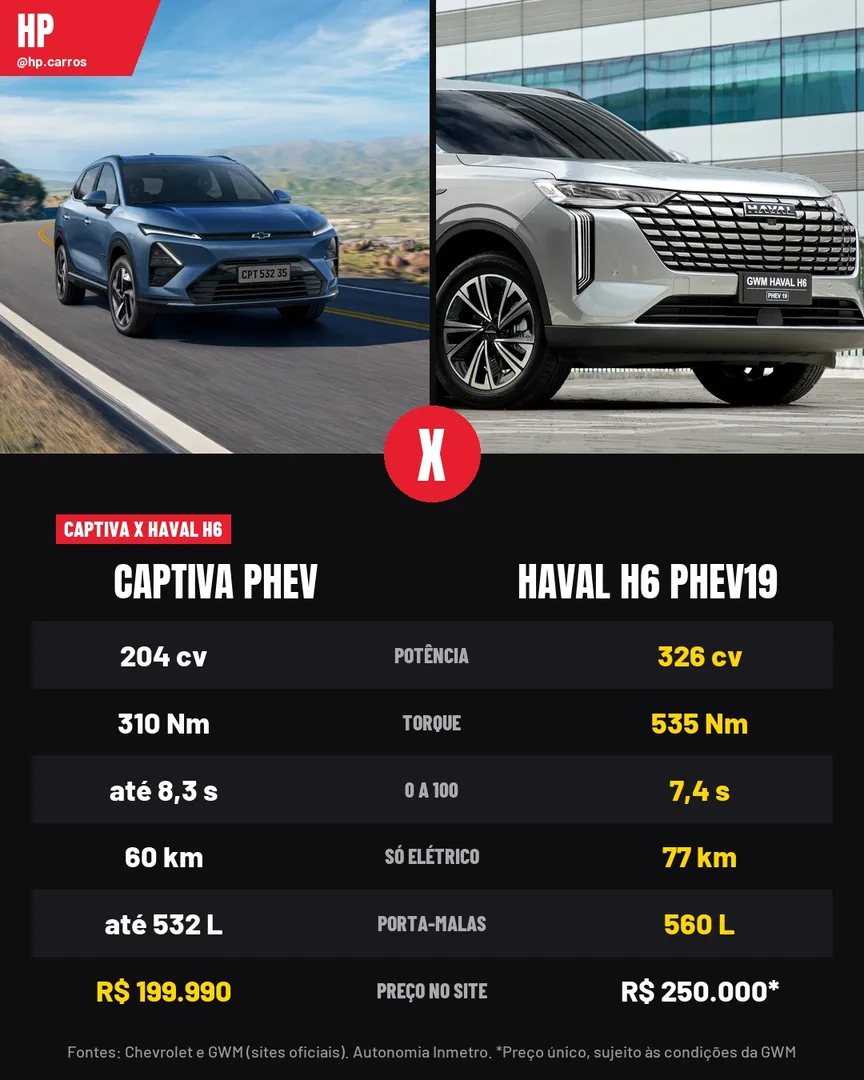 HP
@hp.carros
CPT 532 35
HAVAL
GWM HAVAL H6
PHEV 19
X
CAPTIVA X HAVAL H6
CAPTIVA PHEV
HAVAL H6 PHEV19
204 cv POTÊNCIA 326 cv
310 Nm TORQUE 535 Nm
até 8,3 s 0 A 100 7,4 s
60 km SÓ ELÉTRICO 77 km
até 532 L PORTA-MALAS 560 L
R$ 199.990 PREÇO NO SITE R$ 250.000*
Fontes: Chevrolet e GWM (sites oficiais). Autonomia Inmetro. *Preço único, sujeito às condições da GWM